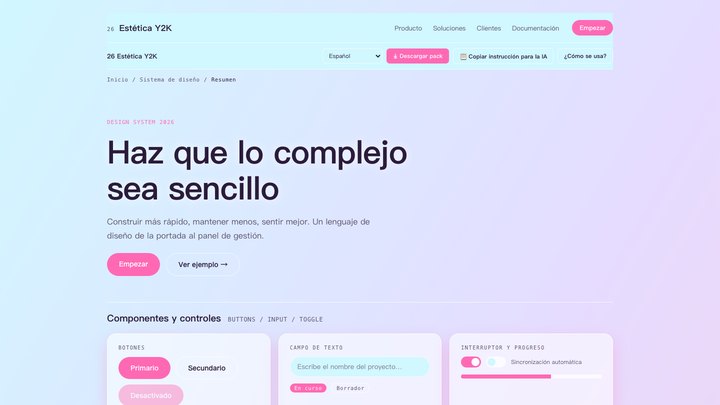 26 Estética Y2K
Producto Soluciones Clientes Documentación Empezar
26 Estética Y2K
Español Descargar pack Copiar instrucción para la IA ¿Cómo se usa?
Inicio / Sistema de diseño / Resumen
DESIGN SYSTEM 2026
Haz que lo complejo
sea sencillo
Construir más rápido, mantener menos, sentir mejor. Un lenguaje de
diseño de la portada al panel de gestión.
Empezar Ver ejemplo →
Componentes y controles BUTTONS / INPUT / TOGGLE
BOTONES
Primario Secundario
Desactivado
CAMPO DE TEXTO
Escribe el nombre del proyecto...
En curso Borrador
INTERRUPTOR Y PROGRESO
Sincronización automática